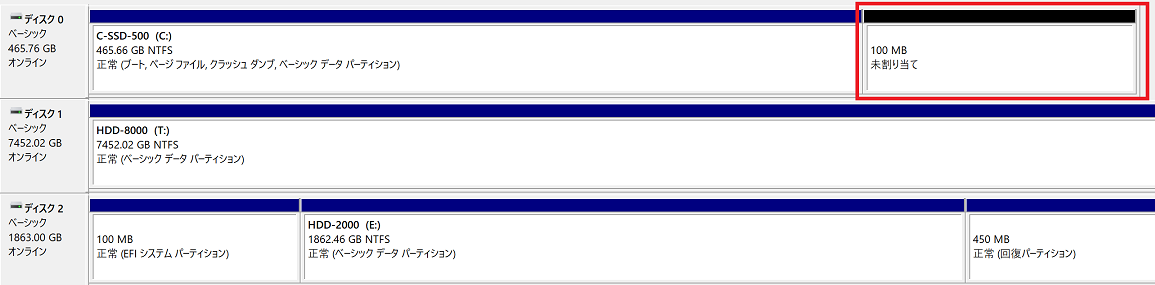 ディスク 0
ベーシック
465.76 GB
オンライン
C-SSD-500 (C:)
465.66 GB NTFS
正常 (ブート, ページ ファイル, クラッシュ ダンプ, ベーシック データ パーティション)
100 MB
未割り当て
ディスク 1
ベーシック
7452.02 GB
オンライン
HDD-8000 (T:)
7452.02 GB NTFS
正常 (ベーシック データ パーティション)
ディスク 2
ベーシック
1863.00 GB
オンライン
100 MB
正常 (EFI システム パーティション)
HDD-2000 (E:)
1862.46 GB NTFS
正常 (ベーシック データ パーティション)
450 MB
正常 (回復パーティション)